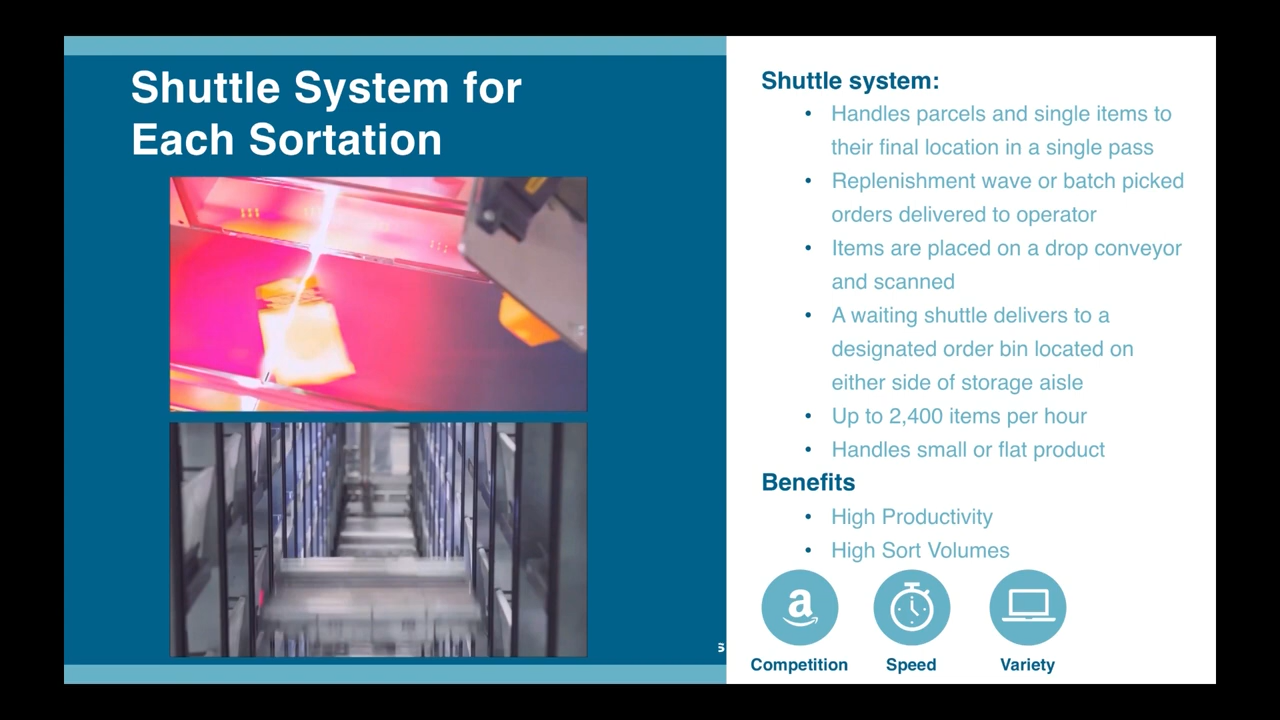 Shuttle System for
Each Sortation
Shuttle system:
• Handles parcels and single items to
their final location in a single pass
• Replenishment wave or batch picked
orders delivered to operator
• Items are placed on a drop conveyor
and scanned
• A waiting shuttle delivers to a
designated order bin located on
either side of storage aisle
• Up to 2,400 items per hour
• Handles small or flat product
Benefits
• High Productivity
• High Sort Volumes
s
a
Competition
Speed
Variety